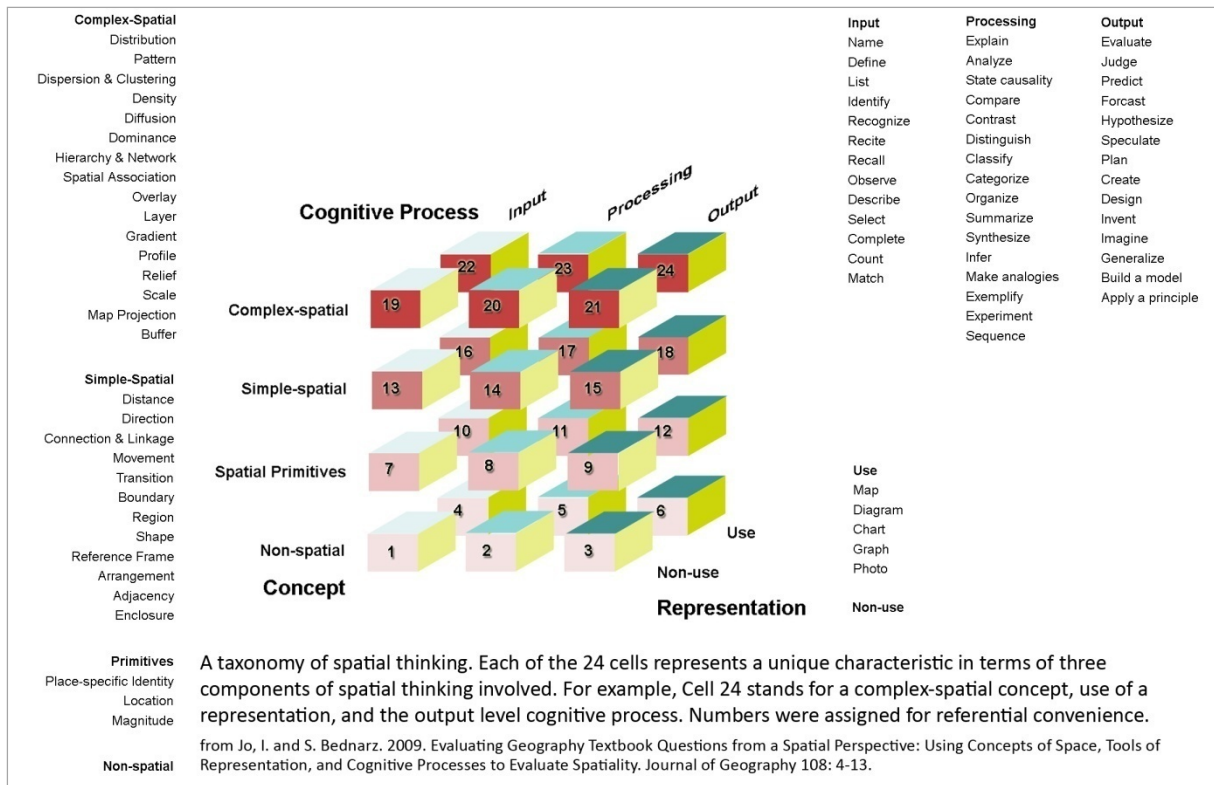 Complex-Spatial
Distribution
Pattern
Dispersion & Clustering
Density
Diffusion
Dominance
Hierarchy & Network
Spatial Association
Overlay
Layer
Gradient
Profile
Relief
Scale
Map Projection
Buffer
Simple-Spatial
Distance
Direction
Connection & Linkage
Movement
Transition
Boundary
Region
Shape
Reference Frame
Arrangement
Adjacency
Enclosure
Primitives
Place-specific Identity
Location
Magnitude
Non-spatial
Cognitive Process
Input
Processing
Output
22 23 24
Complex-spatial
19 20 21
16 17 18
Simple-spatial
13 14 15
10 11 12
Spatial Primitives
7 8 9
4 5 6
Non-spatial
1 2 3
Use
Non-use
Concept
Representation
Input
Name
Define
List
Identify
Recognize
Recite
Recall
Observe
Describe
Select
Complete
Count
Match
Processing
Explain
Analyze
State causality
Compare
Contrast
Distinguish
Classify
Categorize
Organize
Summarize
Synthesize
Infer
Make analogies
Exemplify
Experiment
Sequence
Output
Evaluate
Judge
Predict
Forcast
Hypothesize
Speculate
Plan
Create
Design
Invent
Imagine
Generalize
Build a model
Apply a principle
Use
Map
Diagram
Chart
Graph
Photo
Non-use
A taxonomy of spatial thinking. Each of the 24 cells represents a unique characteristic in terms of three
components of spatial thinking involved. For example, Cell 24 stands for a complex-spatial concept, use of a
representation, and the output level cognitive process. Numbers were assigned for referential convenience.
from Jo, I. and S. Bednarz. 2009. Evaluating Geography Textbook Questions from a Spatial Perspective: Using Concepts of Space, Tools of
Representation, and Cognitive Processes to Evaluate Spatiality. Journal of Geography 108: 4-13.